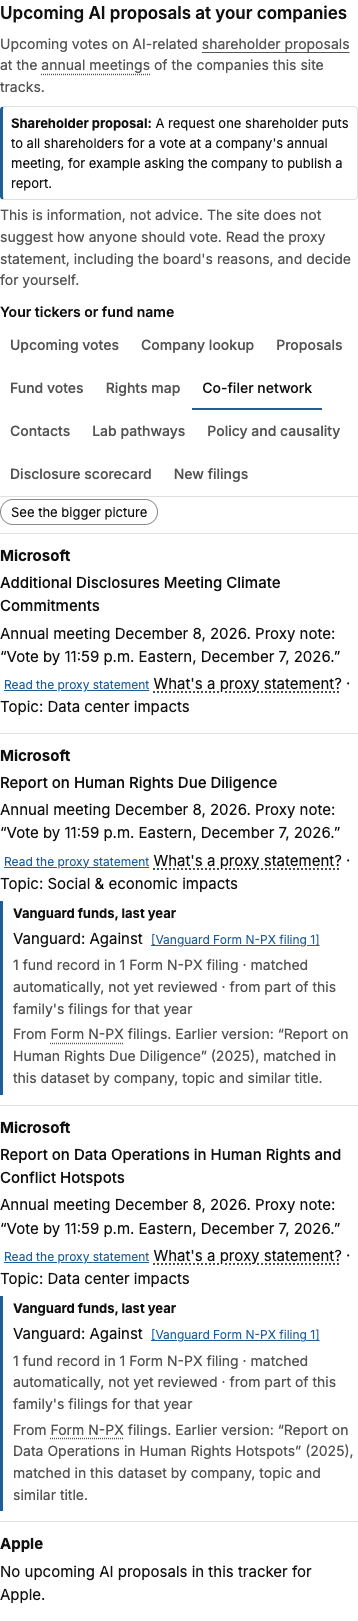 Upcoming AI proposals at your companies
Upcoming votes on AI-related shareholder proposals
at the annual meetings of the companies this site
tracks.
Shareholder proposal: A request one shareholder puts
to all shareholders for a vote at a company's annual
meeting, for example asking the company to publish a
report.
This is information, not advice. The site does not
suggest how anyone should vote. Read the proxy
statement, including the board's reasons, and decide
for yourself.
Your tickers or fund name
Upcoming votes Company lookup Proposals
Fund votes Rights map Co-filer network
Contacts Lab pathways Policy and causality
Disclosure scorecard New filings
See the bigger picture
Microsoft
Additional Disclosures Meeting Climate
Commitments
Annual meeting December 8, 2026. Proxy note:
“Vote by 11:59 p.m. Eastern, December 7, 2026.”
Read the proxy statement What's a proxy statement? ·
Topic: Data center impacts
Microsoft
Report on Human Rights Due Diligence
Annual meeting December 8, 2026. Proxy note:
“Vote by 11:59 p.m. Eastern, December 7, 2026.”
Read the proxy statement What's a proxy statement? ·
Topic: Social & economic impacts
Vanguard funds, last year
Vanguard: Against [Vanguard Form N-PX filing 1]
1 fund record in 1 Form N-PX filing · matched
automatically, not yet reviewed · from part of this
family's filings for that year
From Form N-PX filings. Earlier version: “Report on
Human Rights Due Diligence” (2025), matched in
this dataset by company, topic and similar title.
Microsoft
Report on Data Operations in Human Rights and
Conflict Hotspots
Annual meeting December 8, 2026. Proxy note:
“Vote by 11:59 p.m. Eastern, December 7, 2026.”
Read the proxy statement What's a proxy statement? ·
Topic: Data center impacts
Vanguard funds, last year
Vanguard: Against [Vanguard Form N-PX filing 1]
1 fund record in 1 Form N-PX filing · matched
automatically, not yet reviewed · from part of this
family's filings for that year
From Form N-PX filings. Earlier version: “Report on
Data Operations in Human Rights Hotspots” (2025),
matched in this dataset by company, topic and
similar title.
Apple
No upcoming AI proposals in this tracker for
Apple.